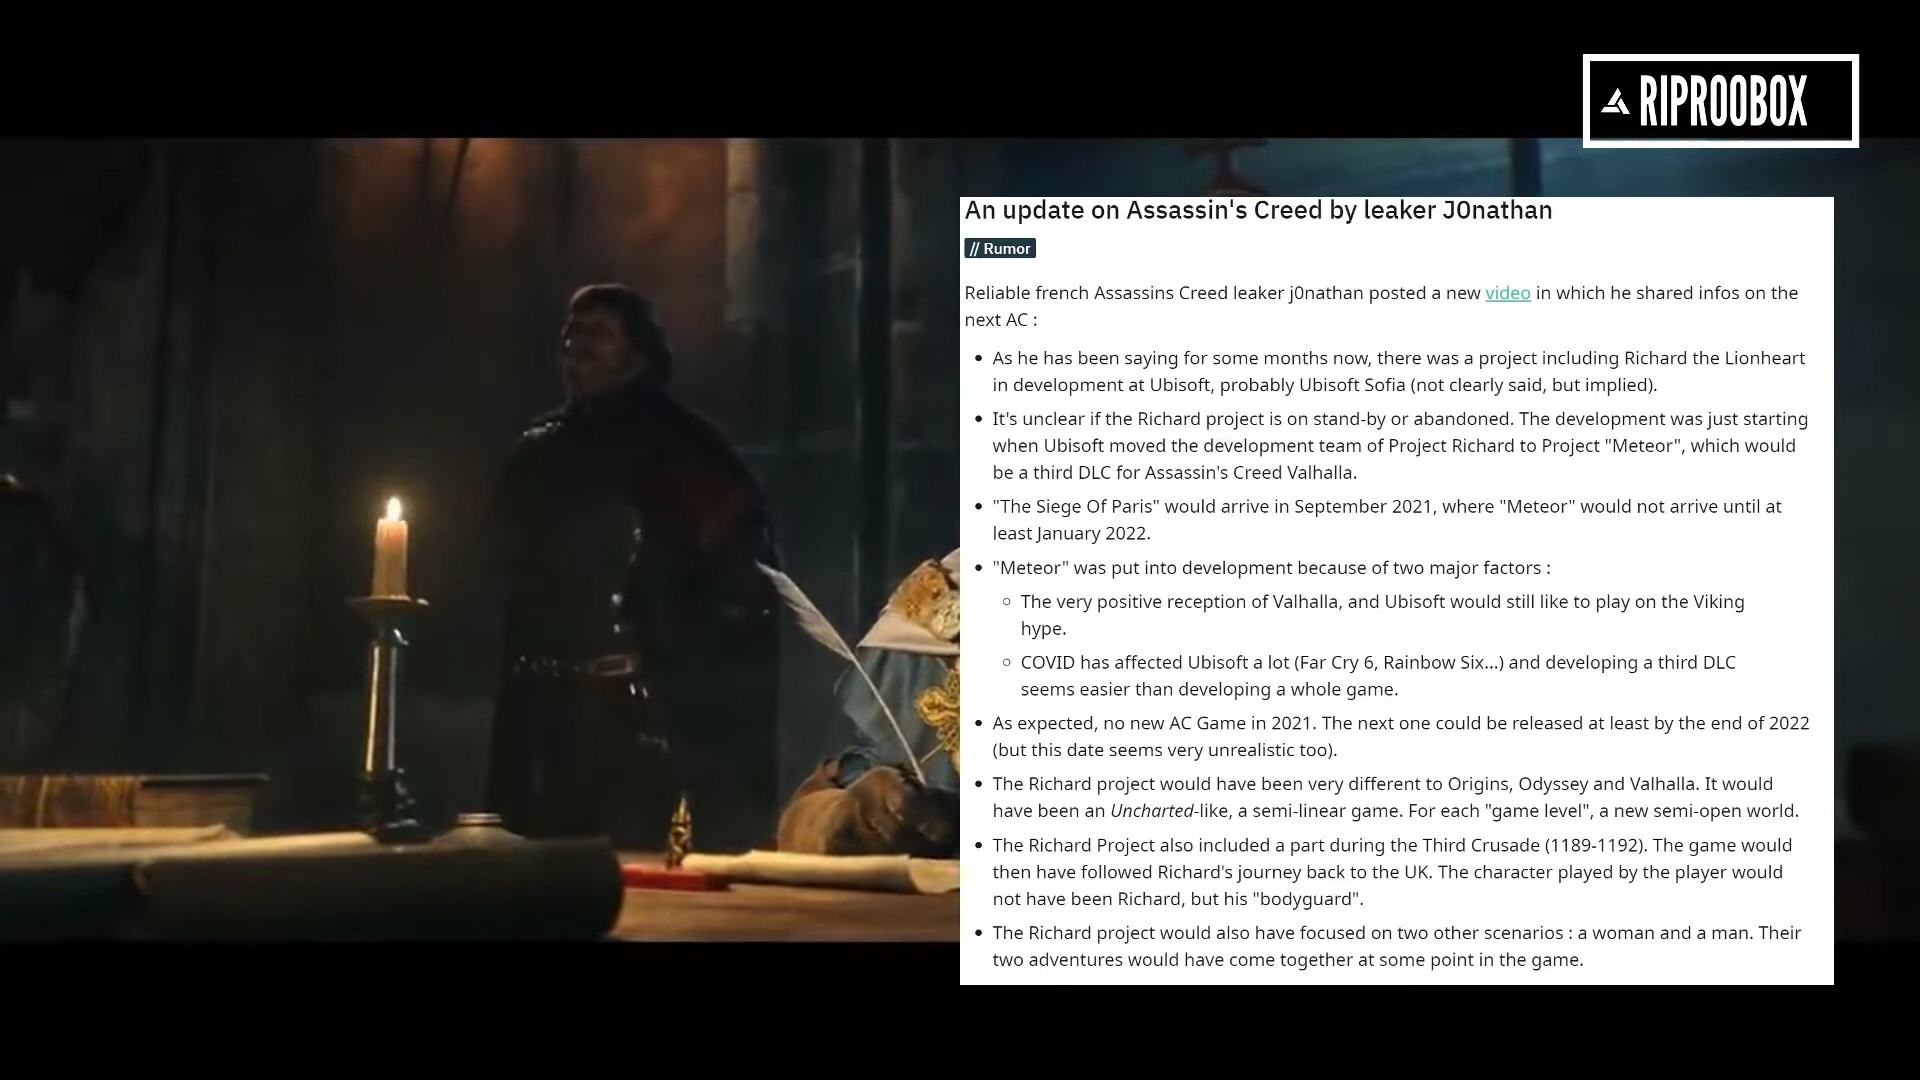 RIPROOBOX
An update on Assassin's Creed by leaker J0nathan
// Rumor
Reliable french Assassins Creed leaker j0nathan posted a new video in which he shared infos on the
next AC :
• As he has been saying for some months now, there was a project including Richard the Lionheart
in development at Ubisoft, probably Ubisoft Sofia (not clearly said, but implied).
• It's unclear if the Richard project is on stand-by or abandoned. The development was just starting
when Ubisoft moved the development team of Project Richard to Project "Meteor", which would
be a third DLC for Assassin's Creed Valhalla.
• "The Siege Of Paris" would arrive in September 2021, where "Meteor" would not arrive until at
least January 2022.
• "Meteor" was put into development because of two major factors :
○ The very positive reception of Valhalla, and Ubisoft would still like to play on the Viking
hype.
○ COVID has affected Ubisoft a lot (Far Cry 6, Rainbow Six...) and developing a third DLC
seems easier than developing a whole game.
• As expected, no new AC Game in 2021. The next one could be released at least by the end of 2022
(but this date seems very unrealistic too).
• The Richard project would have been very different to Origins, Odyssey and Valhalla. It would
have been an Uncharted-like, a semi-linear game. For each "game level", a new semi-open world.
• The Richard Project also included a part during the Third Crusade (1189-1192). The game would
then have followed Richard's journey back to the UK. The character played by the player would
not have been Richard, but his "bodyguard".
• The Richard project would also have focused on two other scenarios : a woman and a man. Their
two adventures would have come together at some point in the game.